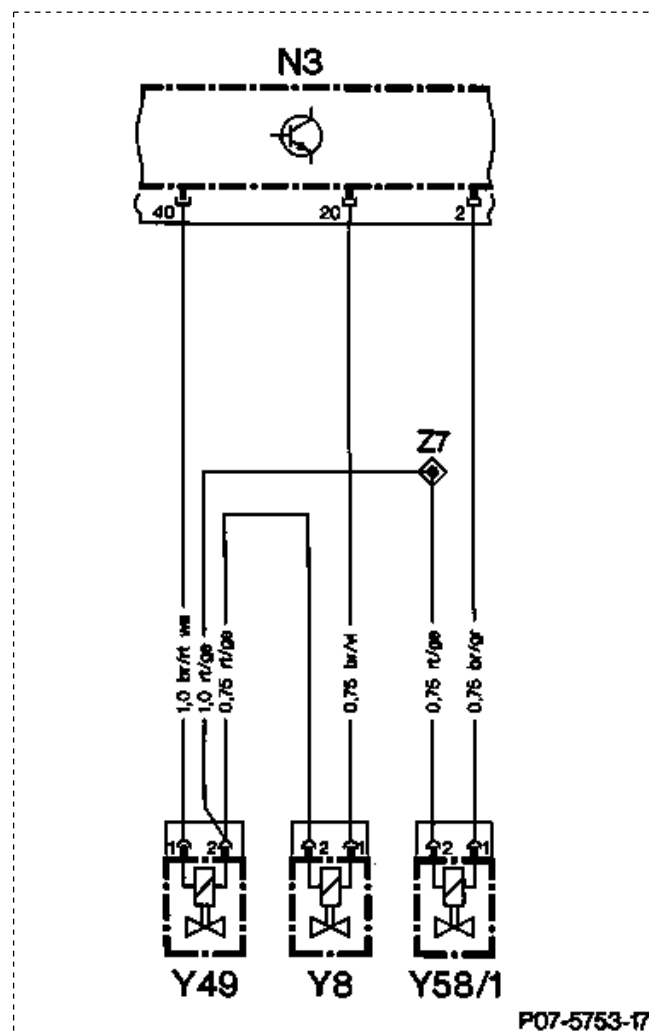 N3
40 20 2
Z7
1,0 br/rt ws
1,0 rt/ge
0,75 rt/ge
0,75 br/vi
0,75 rt/ge
0,75 br/gr
1 2 2 1 2 1
Y49 Y8 Y58/1
P07-5753-17